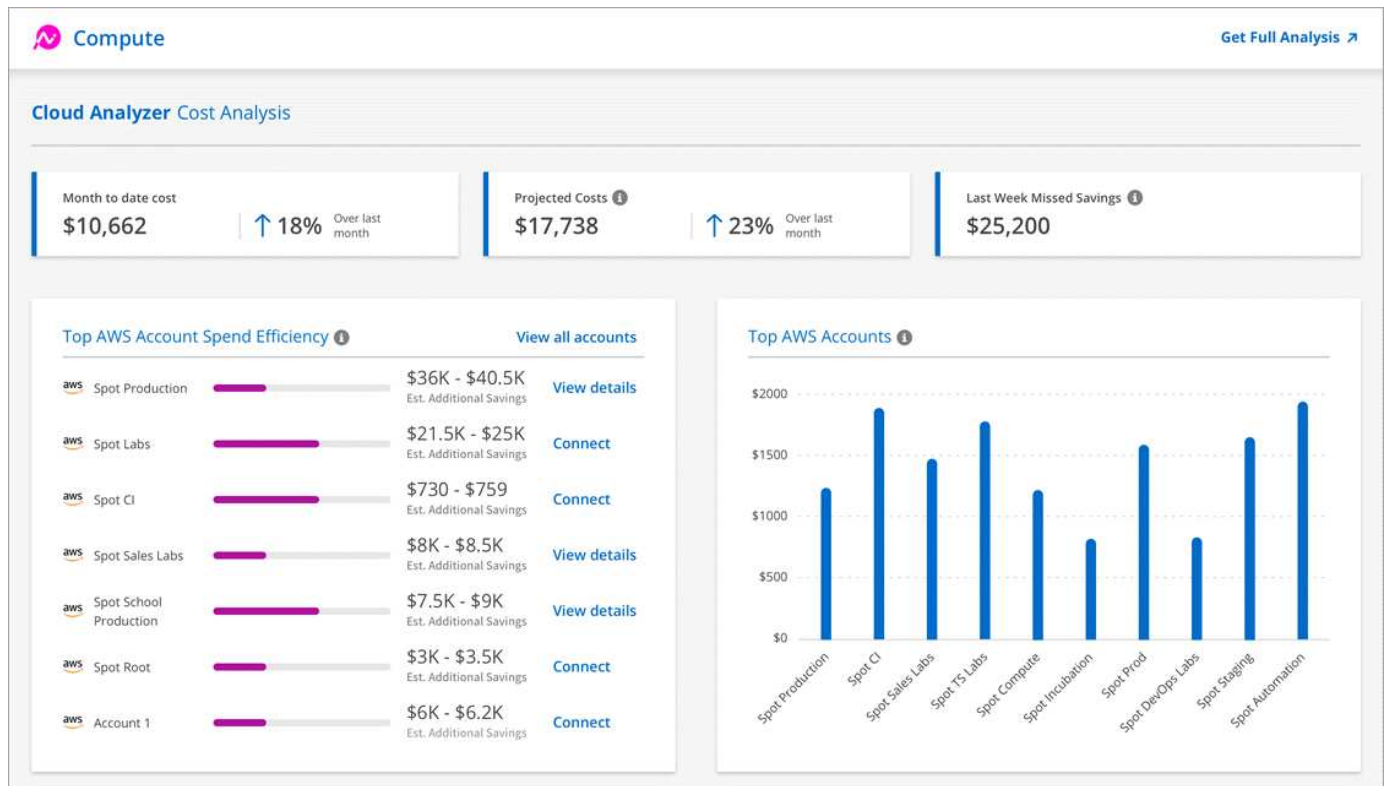 Compute
Get Full Analysis ↗
Cloud Analyzer Cost Analysis
Month to date cost
$10,662
↑ 18%
Over last
month
Projected Costs
$17,738
↑ 23%
Over last
month
Last Week Missed Savings
$25,200
Top AWS Account Spend Efficiency
View all accounts
aws Spot Production
$36K - $40.5K
Est. Additional Savings
View details
aws Spot Labs
$21.5K - $25K
Est. Additional Savings
Connect
aws Spot CI
$730 - $759
Est. Additional Savings
Connect
aws Spot Sales Labs
$8K - $8.5K
Est. Additional Savings
View details
aws Spot School
Production
$7.5K - $9K
Est. Additional Savings
View details
aws Spot Root
$3K - $3.5K
Est. Additional Savings
Connect
aws Account 1
$6K - $6.2K
Est. Additional Savings
Connect
Top AWS Accounts
$2000
$1500
$1000
$500
$0
Spot Production
Spot CI
Spot Sales Labs
Spot TS Labs
Spot Compute
Spot Incubation
Spot Prod
Spot DevOps Labs
Spot Staging
Spot Automation